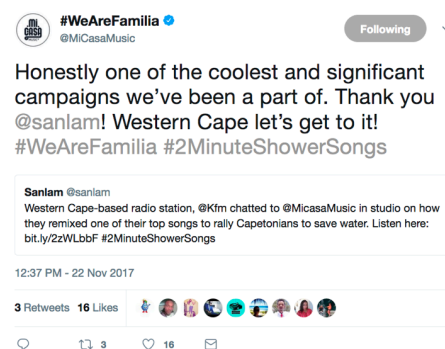 mi
CASA
#WeAreFamilia
@MiCasaMusic
Following
Honestly one of the coolest and significant
campaigns we've been a part of. Thank you
@sanlam! Western Cape let's get to it!
#WeAreFamilia #2MinuteShowerSongs
Sanlam @sanlam
Western Cape-based radio station, @Kfm chatted to @MicasaMusic in studio on how
they remixed one of their top songs to rally Capetonians to save water. Listen here:
bit.ly/2zWLbbF #2MinuteShowerSongs
12:37 PM - 22 Nov 2017
3 Retweets 16 Likes
3 16